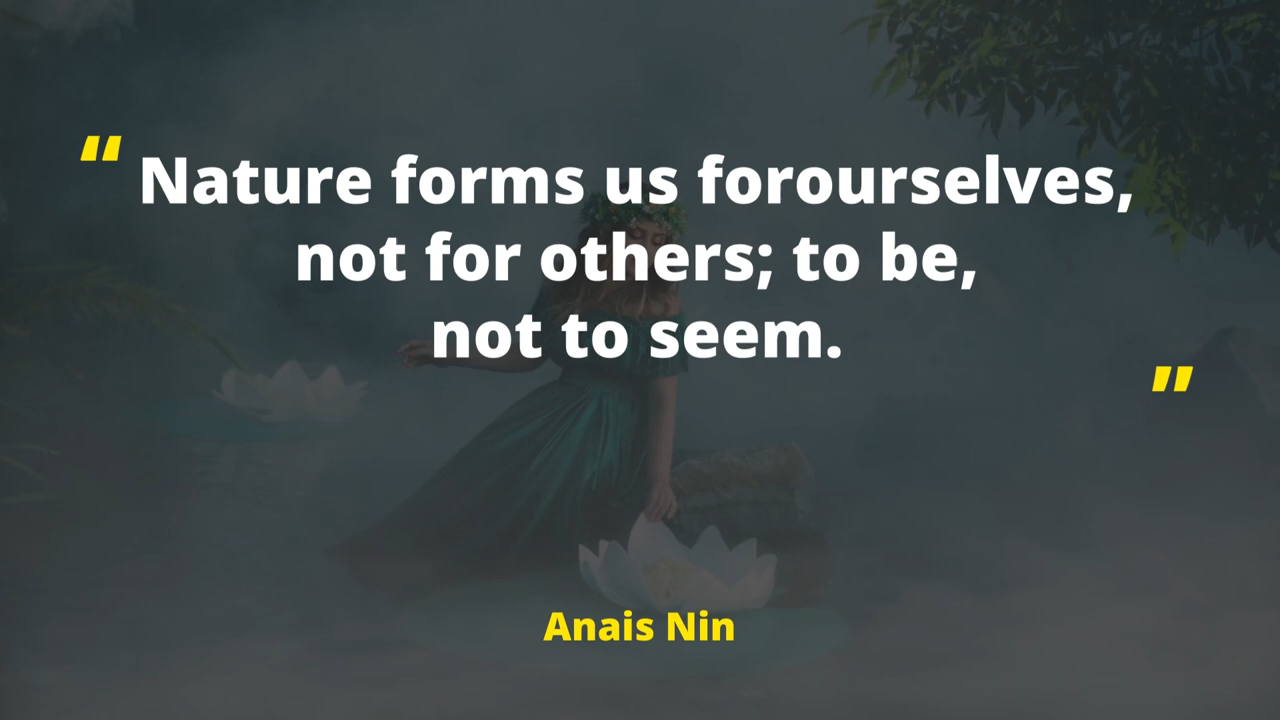 “ Nature forms us forourselves,
not for others; to be,
not to seem. ”
Anais Nin